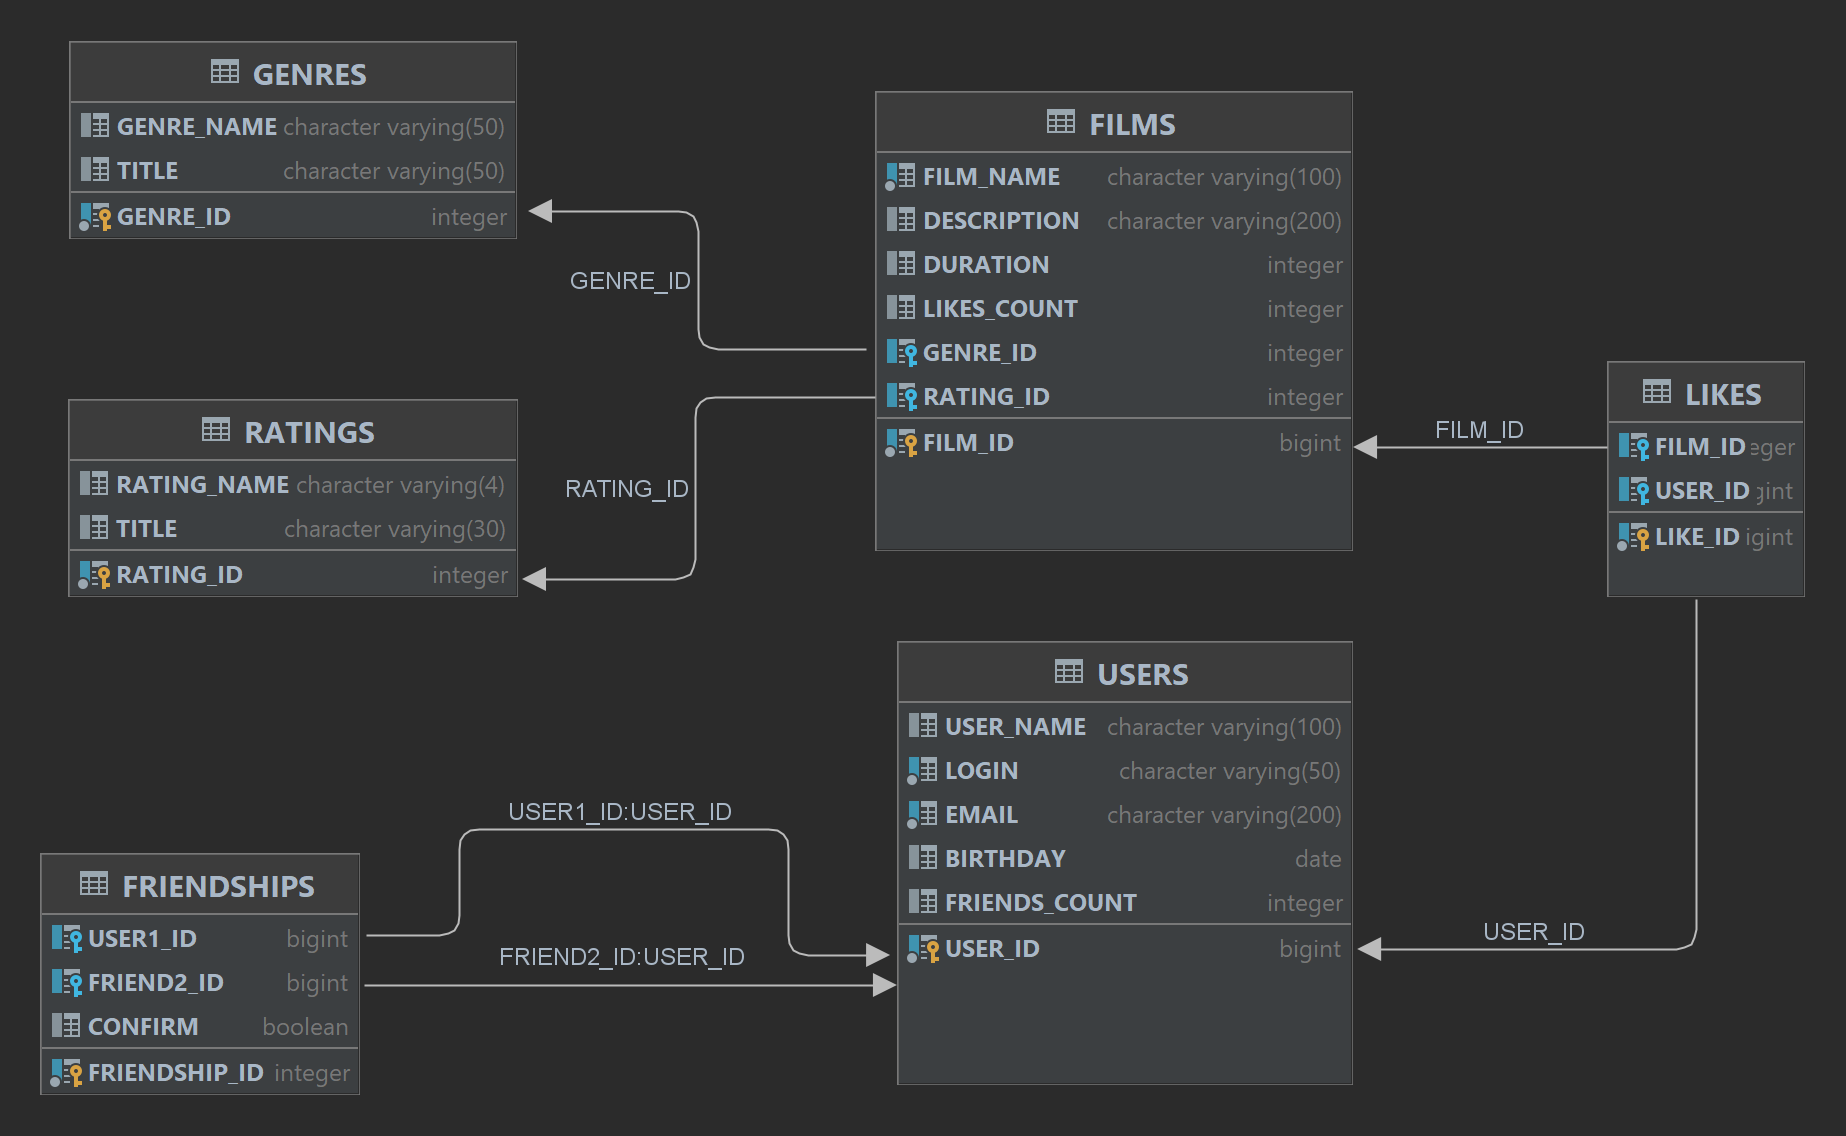 GENRES
GENRE_NAME character varying(50)
TITLE character varying(50)
GENRE_ID integer
FILMS
FILM_NAME character varying(100)
DESCRIPTION character varying(200)
DURATION integer
LIKES_COUNT integer
GENRE_ID integer
RATING_ID integer
FILM_ID bigint
GENRE_ID
RATINGS
RATING_NAME character varying(4)
TITLE character varying(30)
RATING_ID integer
RATING_ID
LIKES
FILM_ID eger
USER_ID gint
LIKE_ID igint
FILM_ID
USERS
USER_NAME character varying(100)
LOGIN character varying(50)
EMAIL character varying(200)
BIRTHDAY date
FRIENDS_COUNT integer
USER_ID bigint
USER_ID
USER1_ID:USER_ID
FRIEND2_ID:USER_ID
FRIENDSHIPS
USER1_ID bigint
FRIEND2_ID bigint
CONFIRM boolean
FRIENDSHIP_ID integer